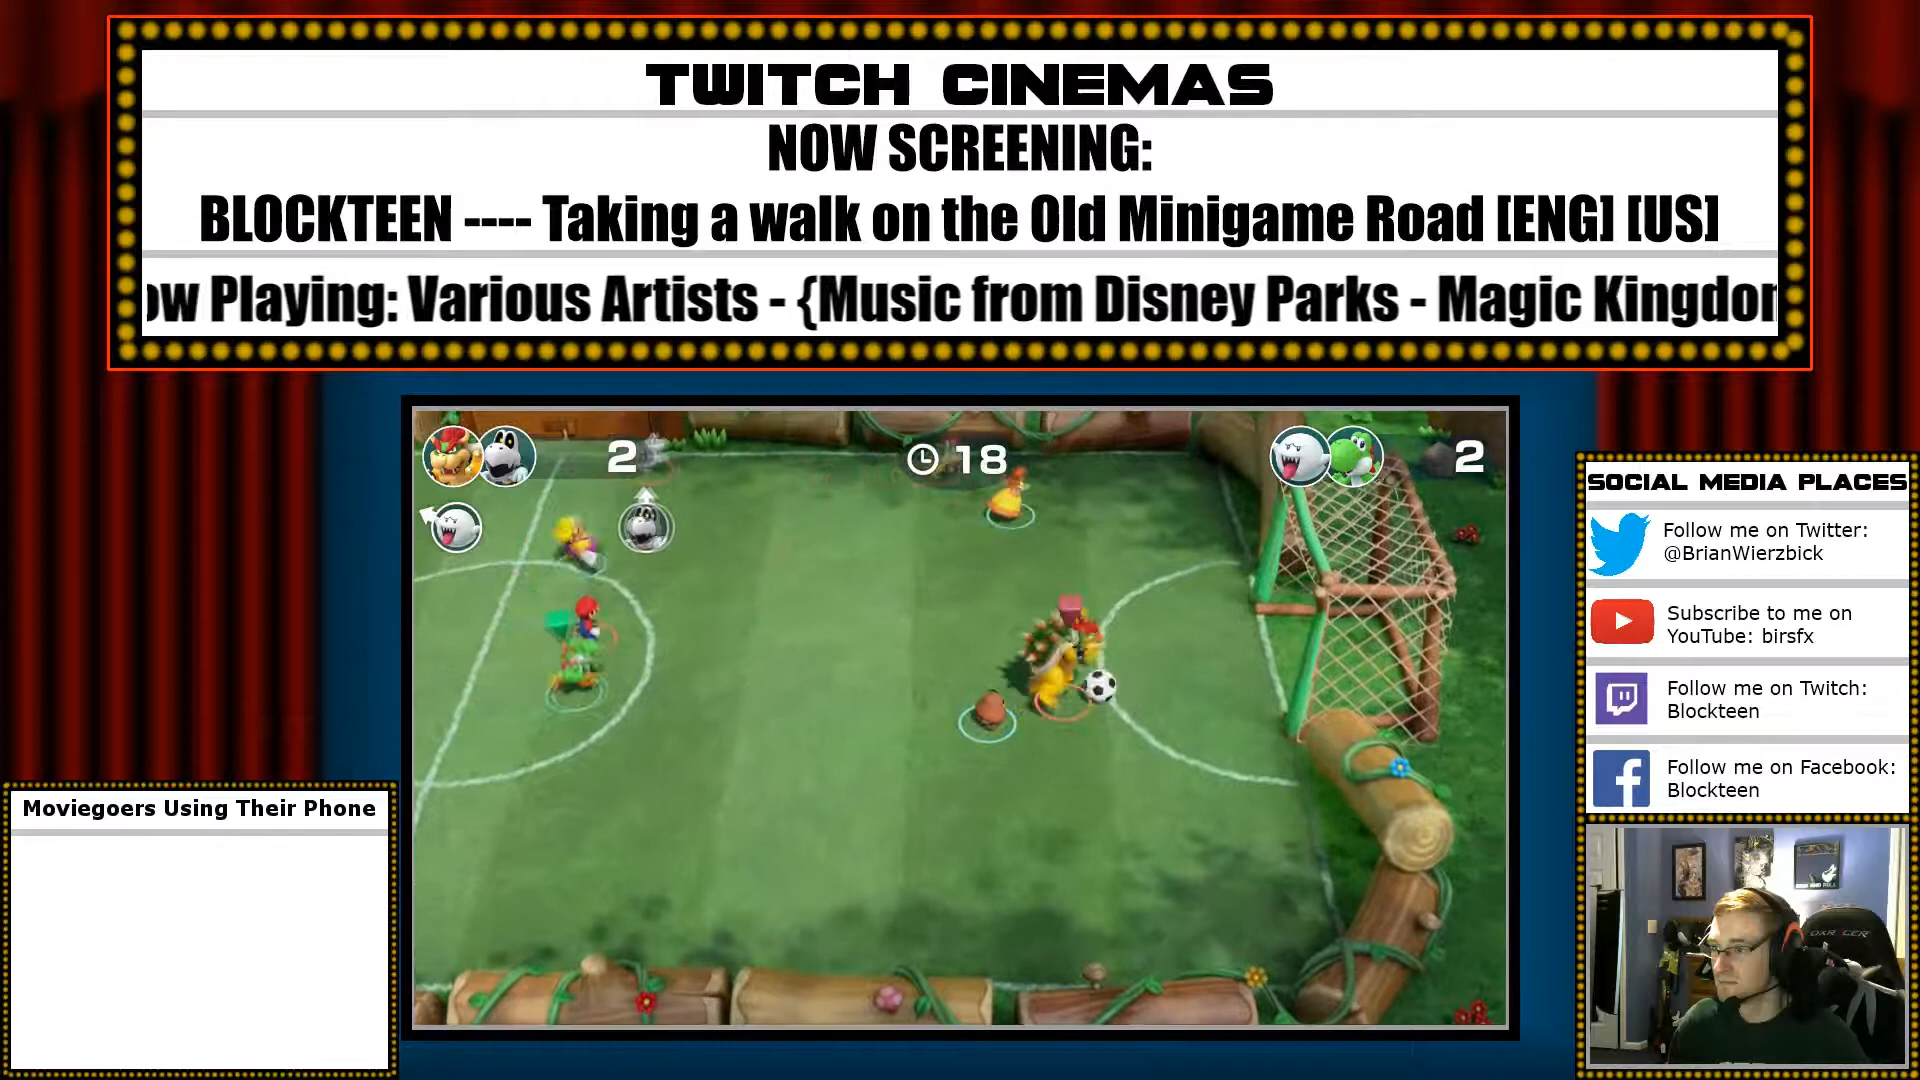 TWITCH CINEMAS
NOW SCREENING:
BLOCKTEEN ---- Taking a walk on the Old Minigame Road [ENG] [US]
ow Playing: Various Artists - {Music from Disney Parks - Magic Kingdom
2
18
2
SOCIAL MEDIA PLACES
Follow me on Twitter:
@BrianWierzbick
Subscribe to me on
YouTube: birsfx
Follow me on Twitch:
Blockteen
Follow me on Facebook:
Blockteen
Moviegoers Using Their Phone